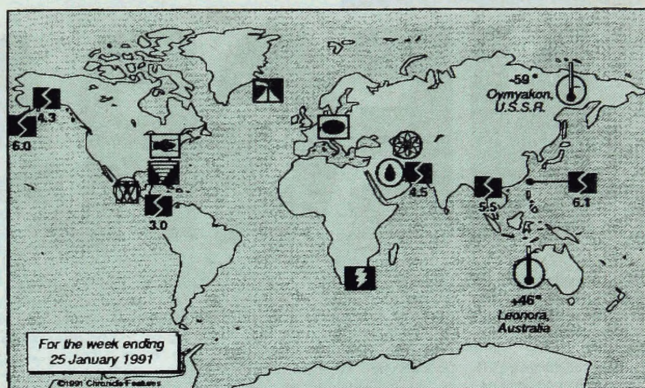 -59°
Oymyakon,
U.S.S.R.
4.3
6.0
4.5
5.5
6.1
3.0
+46°
Leonora,
Australia
For the week ending
25 January 1991
©1991 Chronicle Features